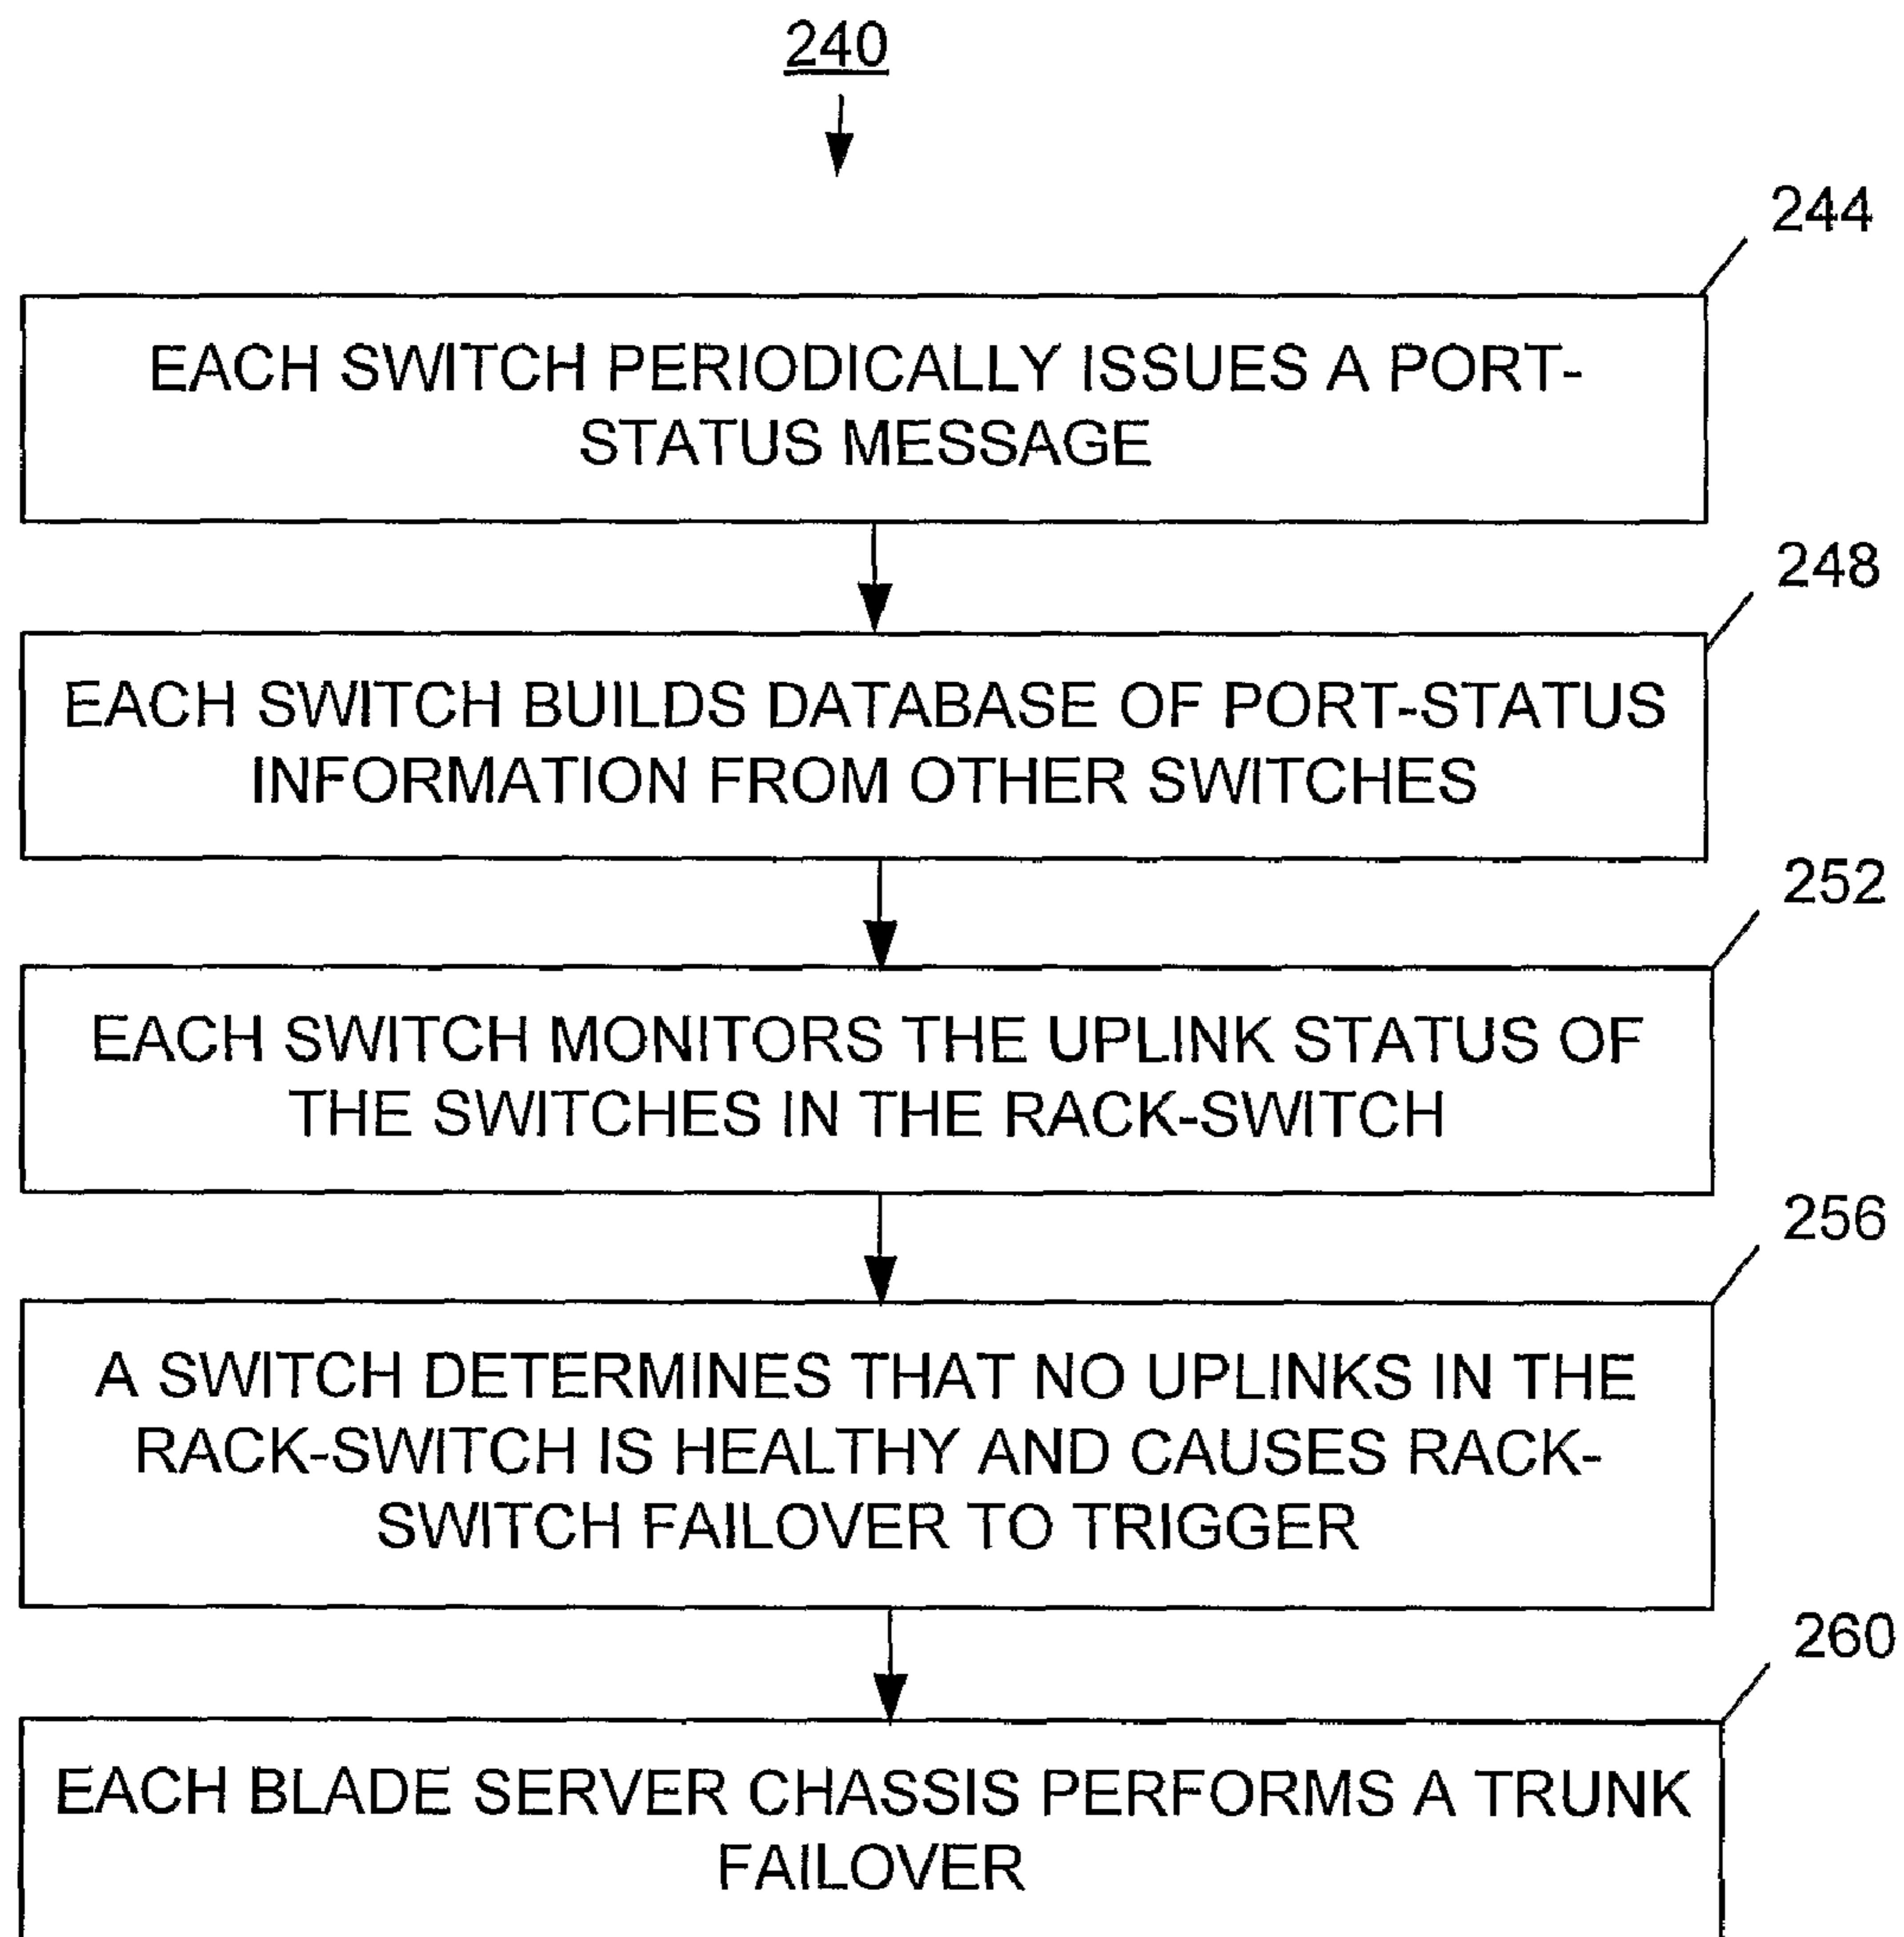 240
244
EACH SWITCH PERIODICALLY ISSUES A PORT-
STATUS MESSAGE
248
EACH SWITCH BUILDS DATABASE OF PORT-STATUS
INFORMATION FROM OTHER SWITCHES
252
EACH SWITCH MONITORS THE UPLINK STATUS OF
THE SWITCHES IN THE RACK-SWITCH
256
A SWITCH DETERMINES THAT NO UPLINKS IN THE
RACK-SWITCH IS HEALTHY AND CAUSES RACK-
SWITCH FAILOVER TO TRIGGER
260
EACH BLADE SERVER CHASSIS PERFORMS A TRUNK
FAILOVER